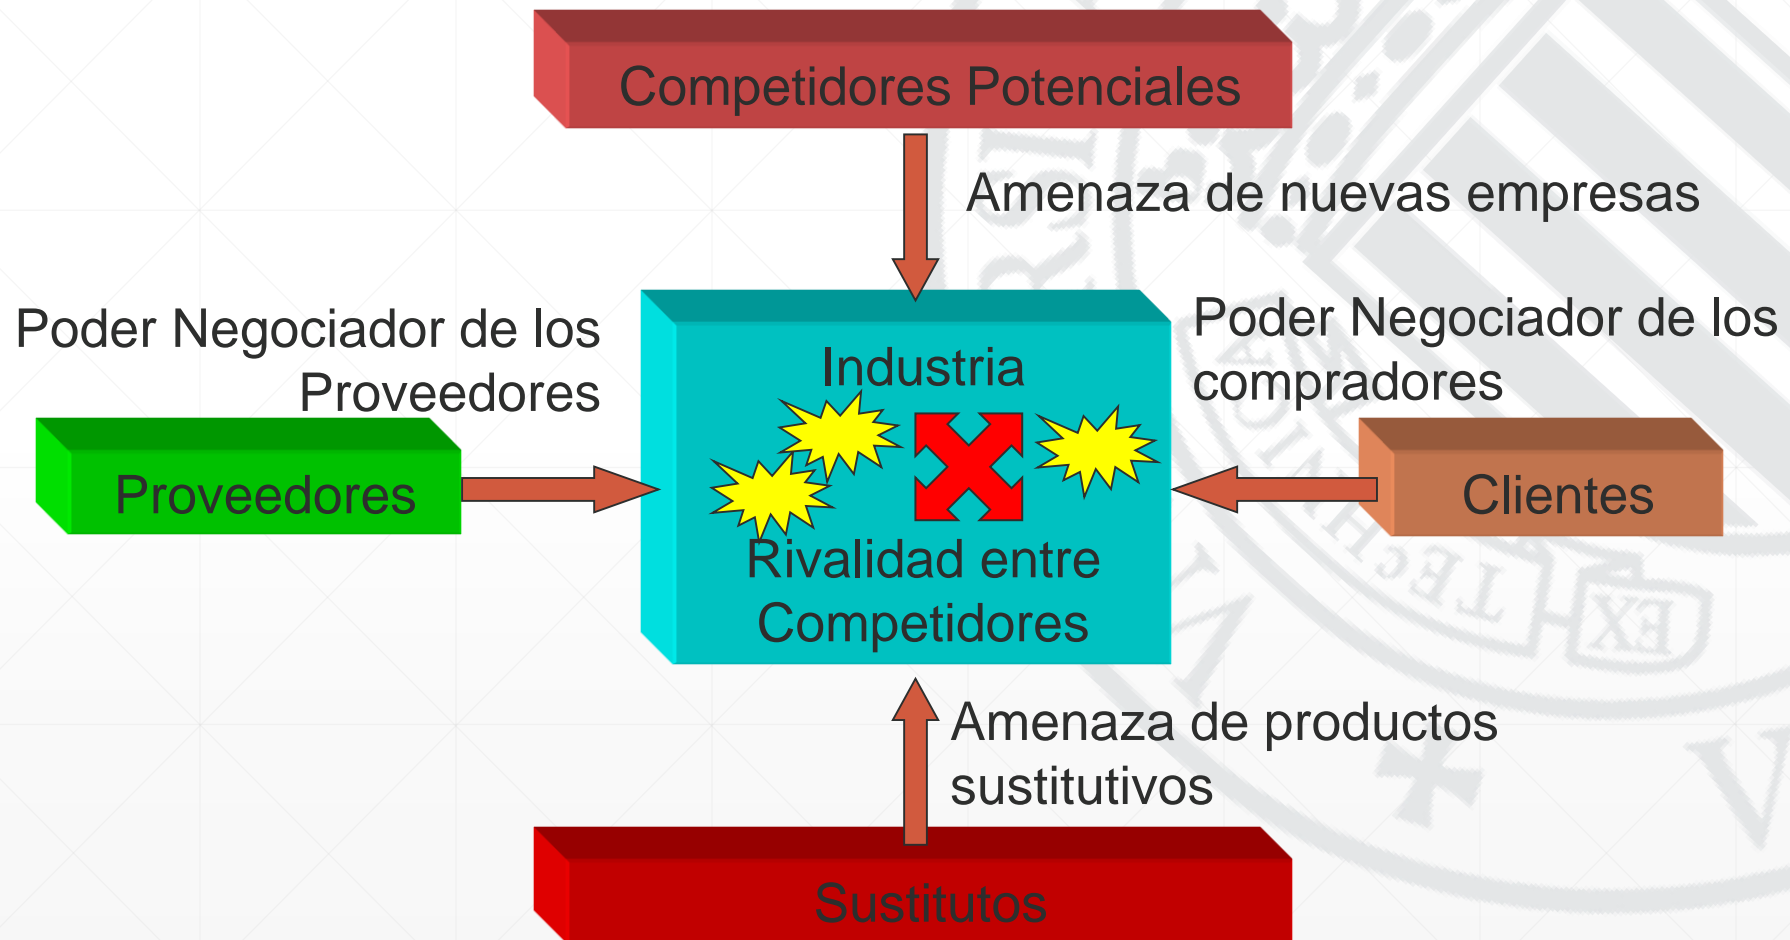 Competidores Potenciales
Amenaza de nuevas empresas
Poder Negociador de los
Proveedores
Poder Negociador de los
compradores
Industria
Proveedores
Clientes
Rivalidad entre
Competidores
Amenaza de productos
sustitutivos
Sustitutos